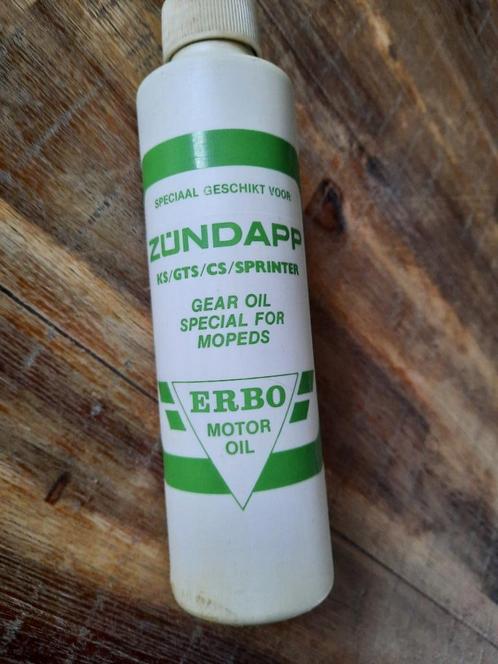 SPECIAAL GESCHIKT VOOR
ZÜNDAPP
KS/GTS/CS/SPRINTER
GEAR OIL
SPECIAL FOR
MOPEDS
ERBO
MOTOR
OIL